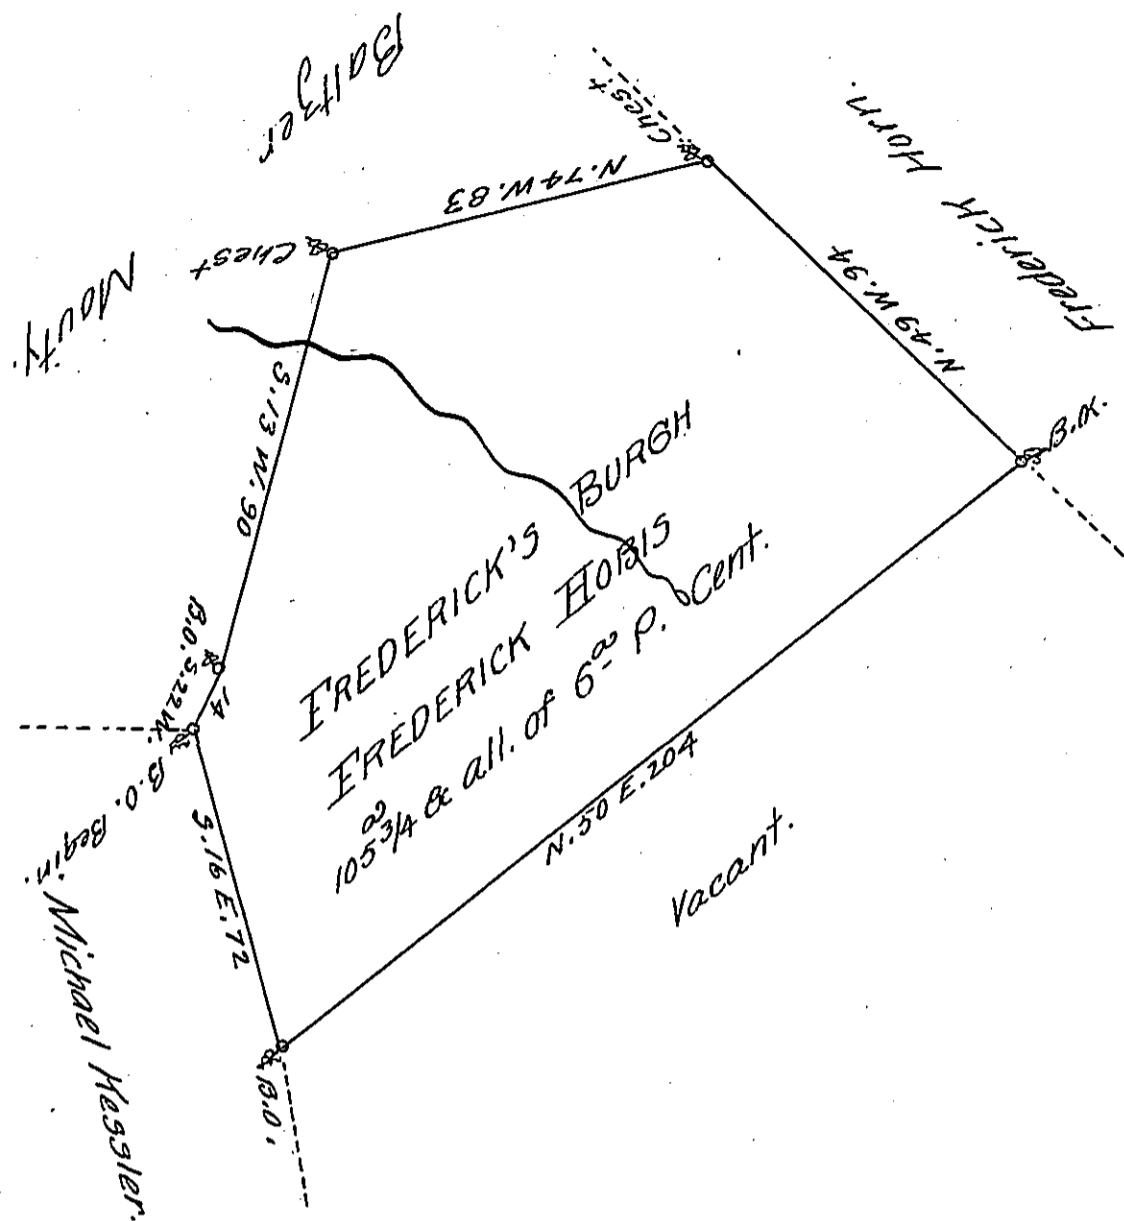 Baltzer
Mouty.
Frederick Horn.
Chest
N.74 W.83
Chest
N.49 W.94
S.13 W.90
B.O. S.22 W.
14
FREDERICK'S BURGH
FREDERICK HOBIS
105 3/4 a & all. of 6 a P. Cent.
B.O. Begin.
S.16 E.72
N.50 E.204
Vacant.
Michael Kessler.
B.O.